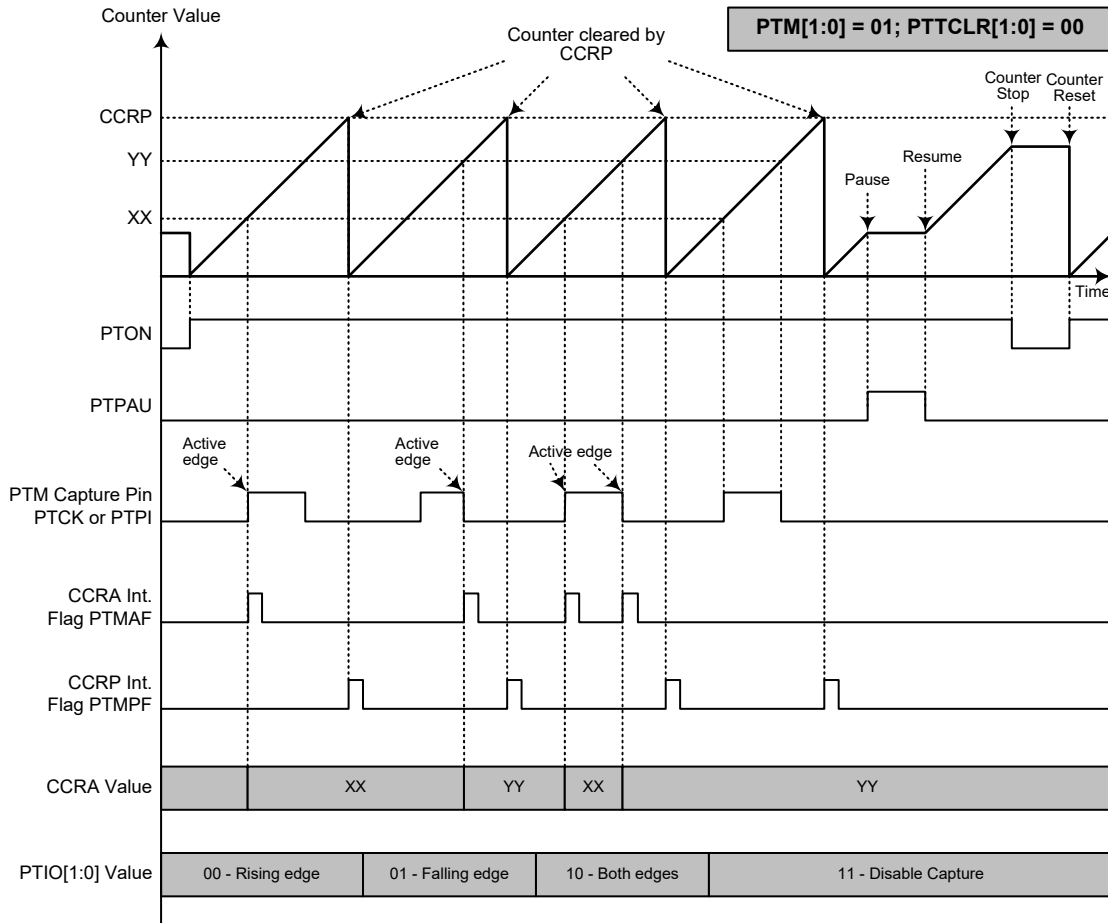 Counter Value
PTM[1:0] = 01; PTTCLR[1:0] = 00
Counter cleared by
CCRP
Counter
Stop
Counter
Reset
CCRP
YY
XX
Pause
Resume
Time
PTON
PTPAU
Active
edge
Active
edge
Active edge
PTM Capture Pin
PTCK or PTPI
CCRA Int.
Flag PTMAF
CCRP Int.
Flag PTMPF
CCRA Value
XX
YY
XX
YY
PTIO[1:0] Value
00 - Rising edge
01 - Falling edge
10 - Both edges
11 - Disable Capture